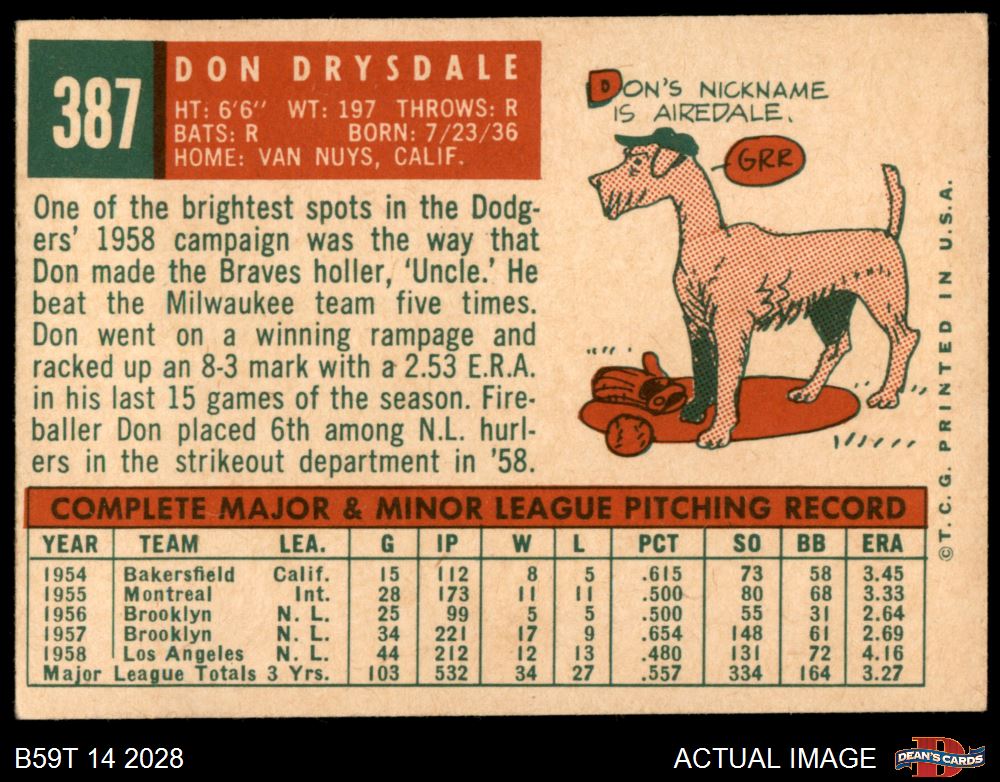 387
DON DRYSDALE
HT: 6'6" WT: 197 THROWS: R
BATS: R BORN: 7/23/36
HOME: VAN NUYS, CALIF.
One of the brightest spots in the Dodg-
ers' 1958 campaign was the way that
Don made the Braves holler, 'Uncle.' He
beat the Milwaukee team five times.
Don went on a winning rampage and
racked up an 8-3 mark with a 2.53 E.R.A.
in his last 15 games of the season. Fire-
baller Don placed 6th among N.L. hurl-
ers in the strikeout department in '58.
DON'S NICKNAME
IS AIREDALE.
GRR
© T. C. G. PRINTED IN U.S.A.
COMPLETE MAJOR & MINOR LEAGUE PITCHING RECORD
YEAR TEAM LEA. G IP W L PCT SO BB ERA
1954 Bakersfield Calif. 15 112 8 5 .615 73 58 3.45
1955 Montreal Int. 28 173 11 11 .500 80 68 3.33
1956 Brooklyn N. L. 25 99 5 5 .500 55 31 2.64
1957 Brooklyn N. L. 34 221 17 9 .654 148 61 2.69
1958 Los Angeles N. L. 44 212 12 13 .480 131 72 4.16
Major League Totals 3 Yrs. 103 532 34 27 .557 334 164 3.27
B59T 14 2028
ACTUAL IMAGE
D
DEAN'S CARDS